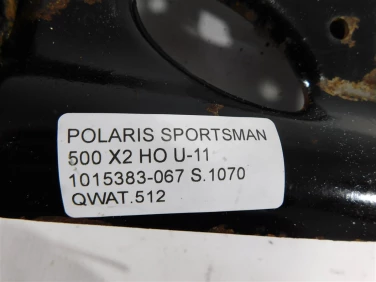 POLARIS SPORTSMAN
500 X2 HO U-11
1015383-067 S.1070
QWAT.512